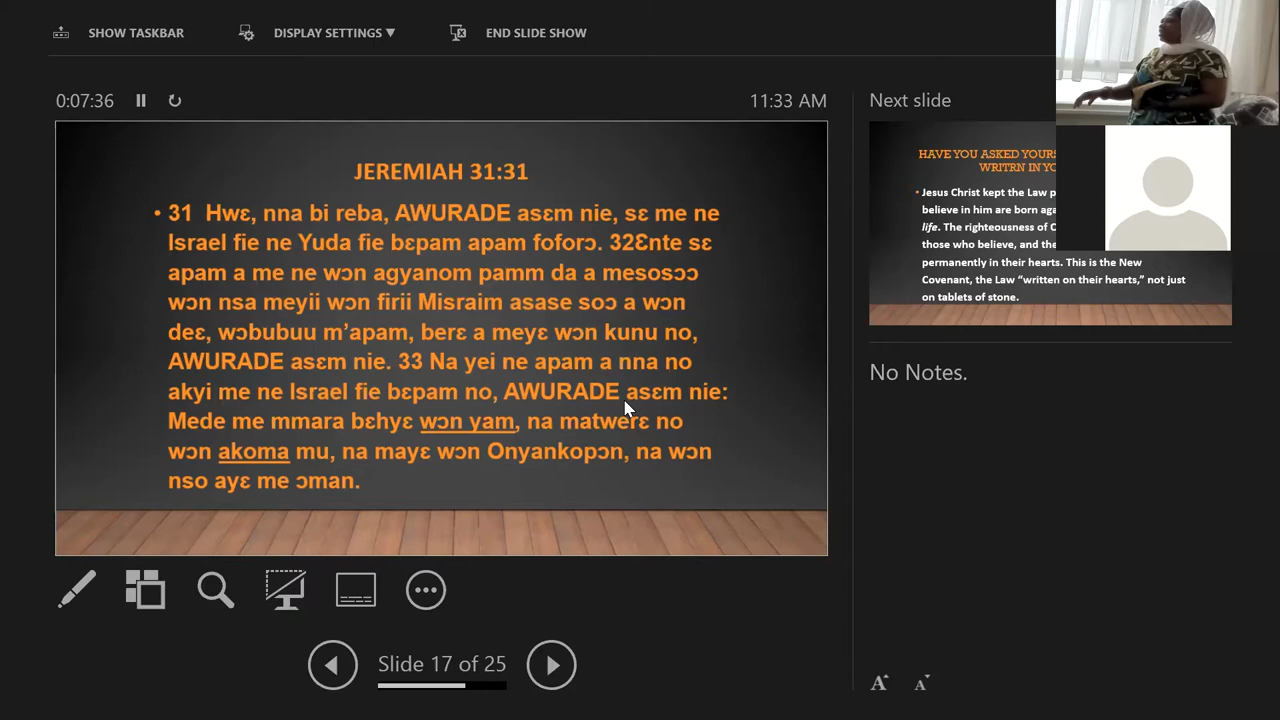 SHOW TASKBAR
DISPLAY SETTINGS ▼
END SLIDE SHOW
0:07:36
11:33 AM
Next slide
JEREMIAH 31:31
• 31 Hwɛ, nna bi reba, AWURADE asɛm nie, sɛ me ne
Israel fie ne Yuda fie bɛpam apam foforɔ. 32Ɛnte sɛ
apam a me ne wɔn agyanom pamm da a mesosɔɔ
wɔn nsa meyii wɔn firii Misraim asase soɔ a wɔn
deɛ, wɔbubuu m’apam, berɛ a meyɛ wɔn kunu no,
AWURADE asɛm nie. 33 Na yei ne apam a nna no
akyi me ne Israel fie bɛpam no, AWURADE asɛm nie:
Mede me mmara bɛhyɛ wɔn yam, na matwerɛ no
wɔn akoma mu, na mayɛ wɔn Onyankopɔn, na wɔn
nso ayɛ me ɔman.
HAVE YOU ASKED
WRITRN IN
• Jesus Christ kept the Law
believe in him are born
life. The righteousness of
those who believe, and
permanently in their hearts. This is the New
Covenant, the Law “written on their hearts,” not just
on tablets of stone.
No Notes.
Slide 17 of 25
A A